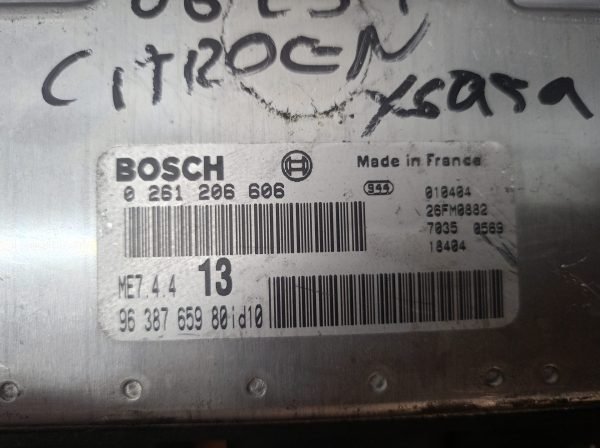 CITROEN
xsara
BOSCH
Made in France
0 261 206 606
944
010404
26FM0882
7035 0569
18404
ME7.4.4 13
96 387 659 80id10